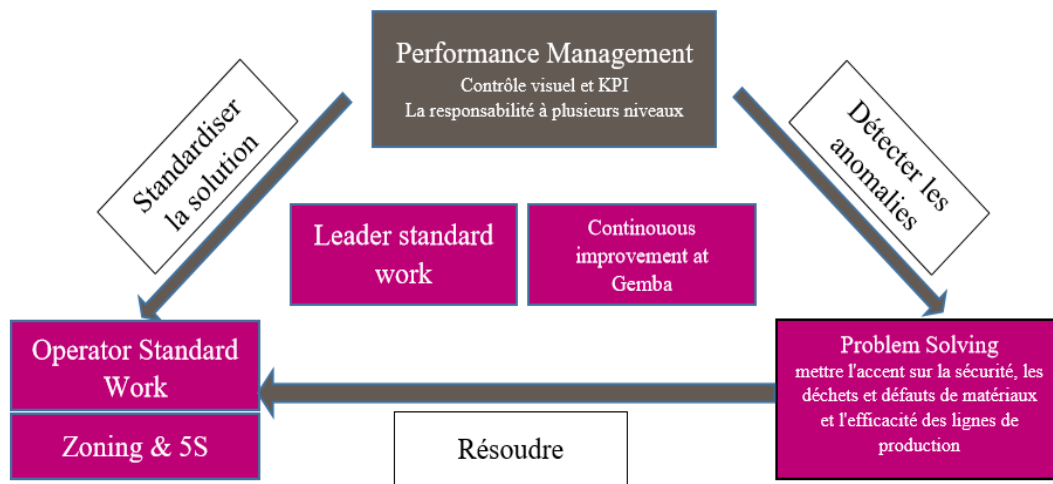 Performance Management
Contrôle visuel et KPI
La responsabilité à plusieurs niveaux
Standardiser
la solution
Détecter les
anomalies
Leader standard
work
Continouous
improvement at
Gemba
Operator Standard
Work
Zoning & 5S
Problem Solving
mettre l'accent sur la sécurité, les
déchets et défauts de matériaux
et l'efficacité des lignes de
production
Résoudre